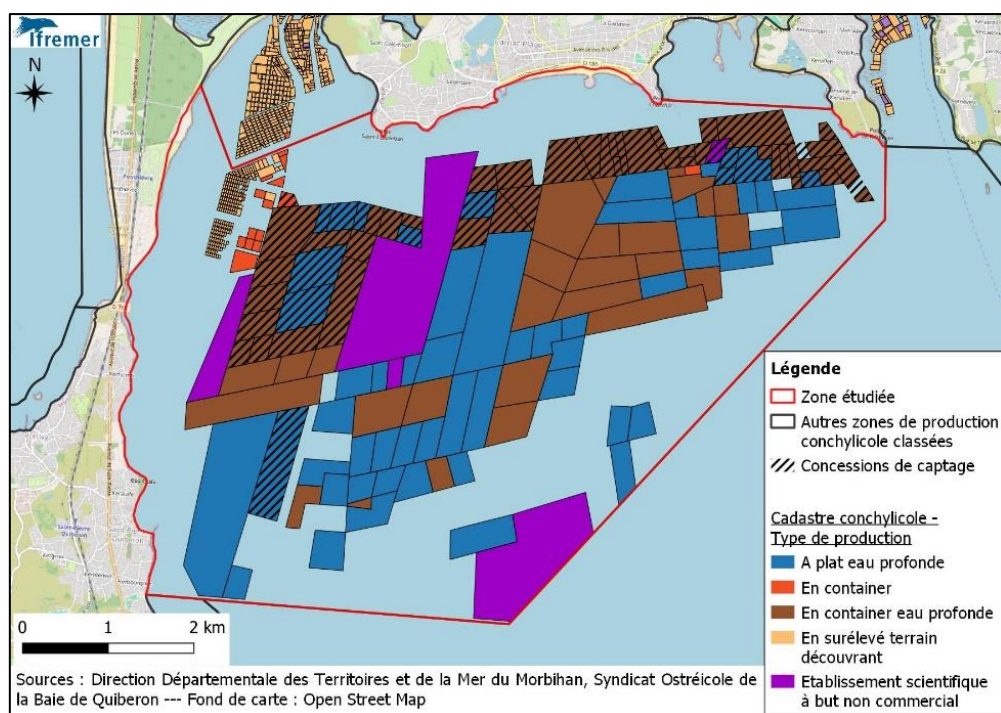 Ifremer
N
Légende
Zone étudiée
Autres zones de production
conchylicole classées
Concessions de captage
Cadastre conchylicole -
Type de production
A plat eau profonde
En container
En container eau profonde
En surélevé terrain
découvrant
Etablissement scientifique
à but non commercial
0 1 2 km
Sources : Direction Départementale des Territoires et de la Mer du Morbihan, Syndicat Ostréicole de
la Baie de Quiberon --- Fond de carte : Open Street Map